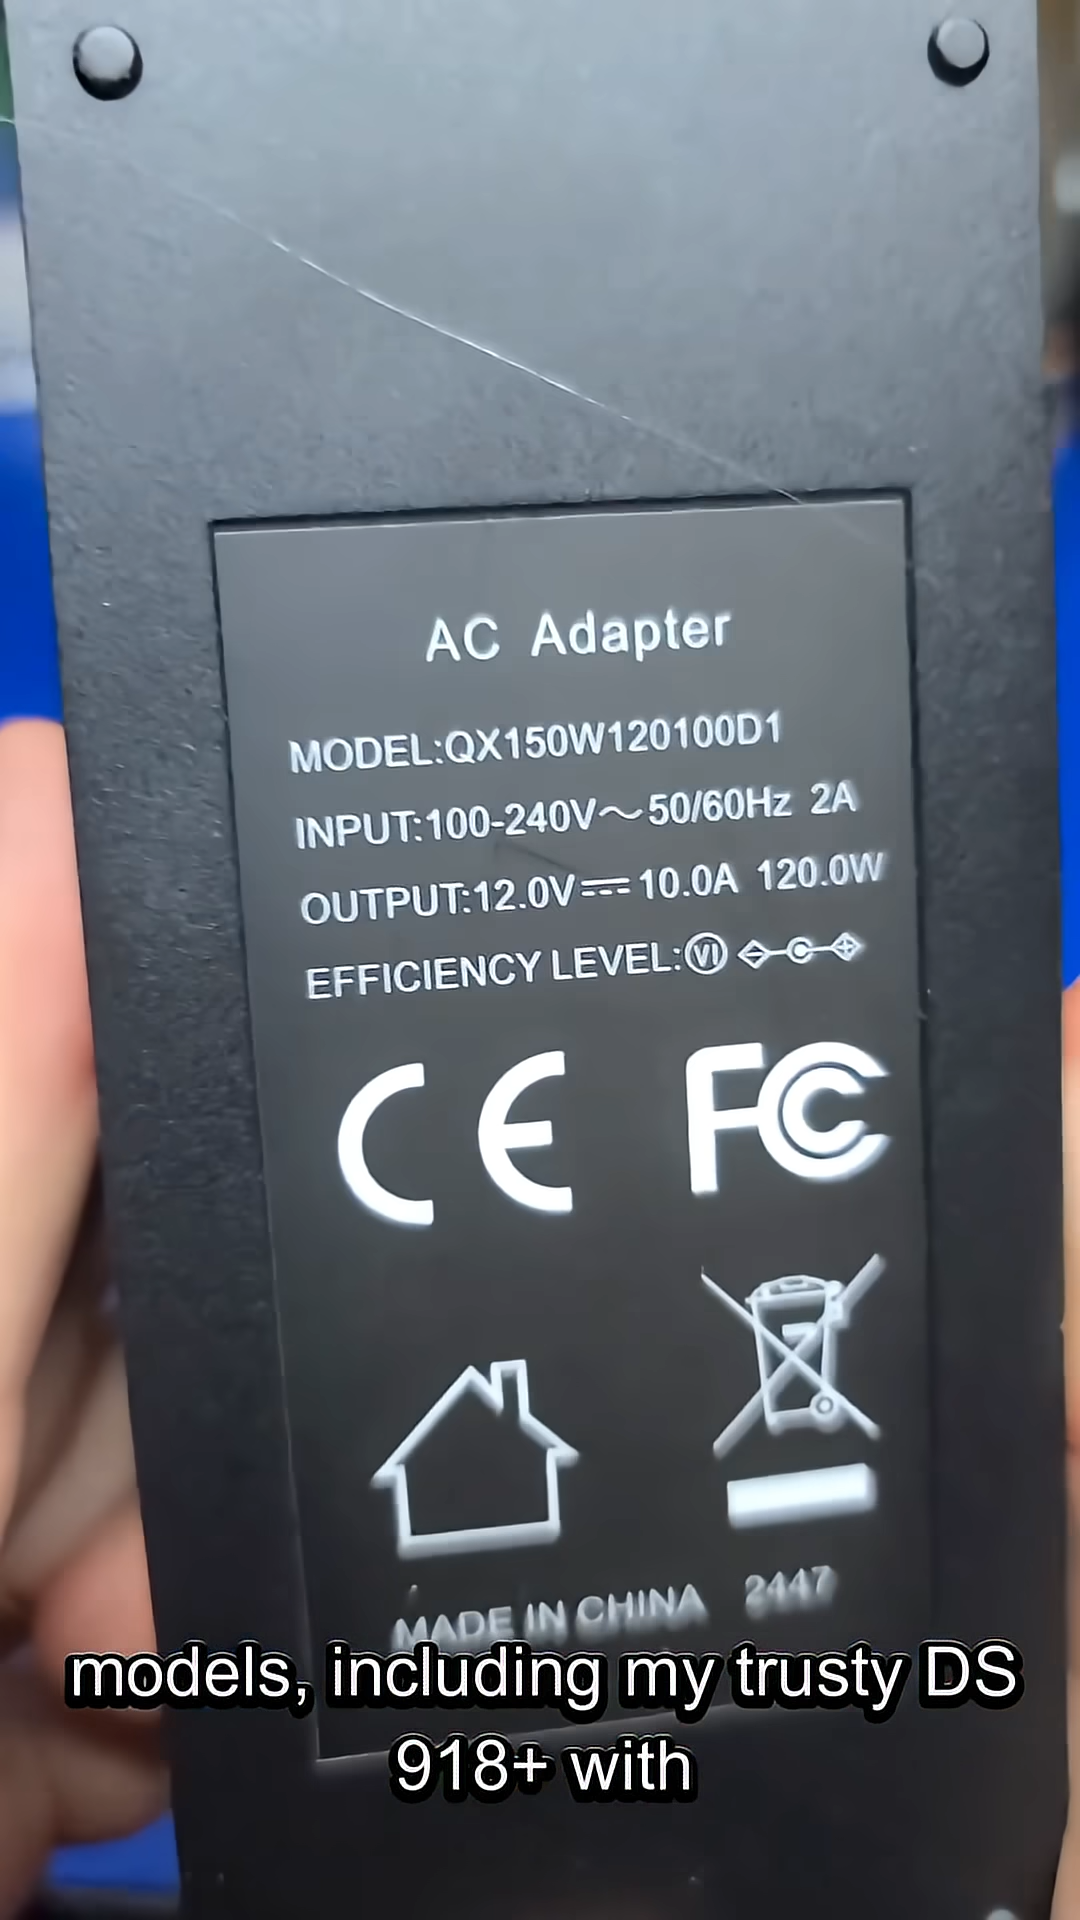 AC Adapter
MODEL:QX150W120100D1
INPUT:100-240V～50/60Hz 2A
OUTPUT:12.0V⎓10.0A 120.0W
EFFICIENCY LEVEL:Ⓥⓘ
CE FC
7
MADE IN CHINA 2447
models, including my trusty DS
918+ with